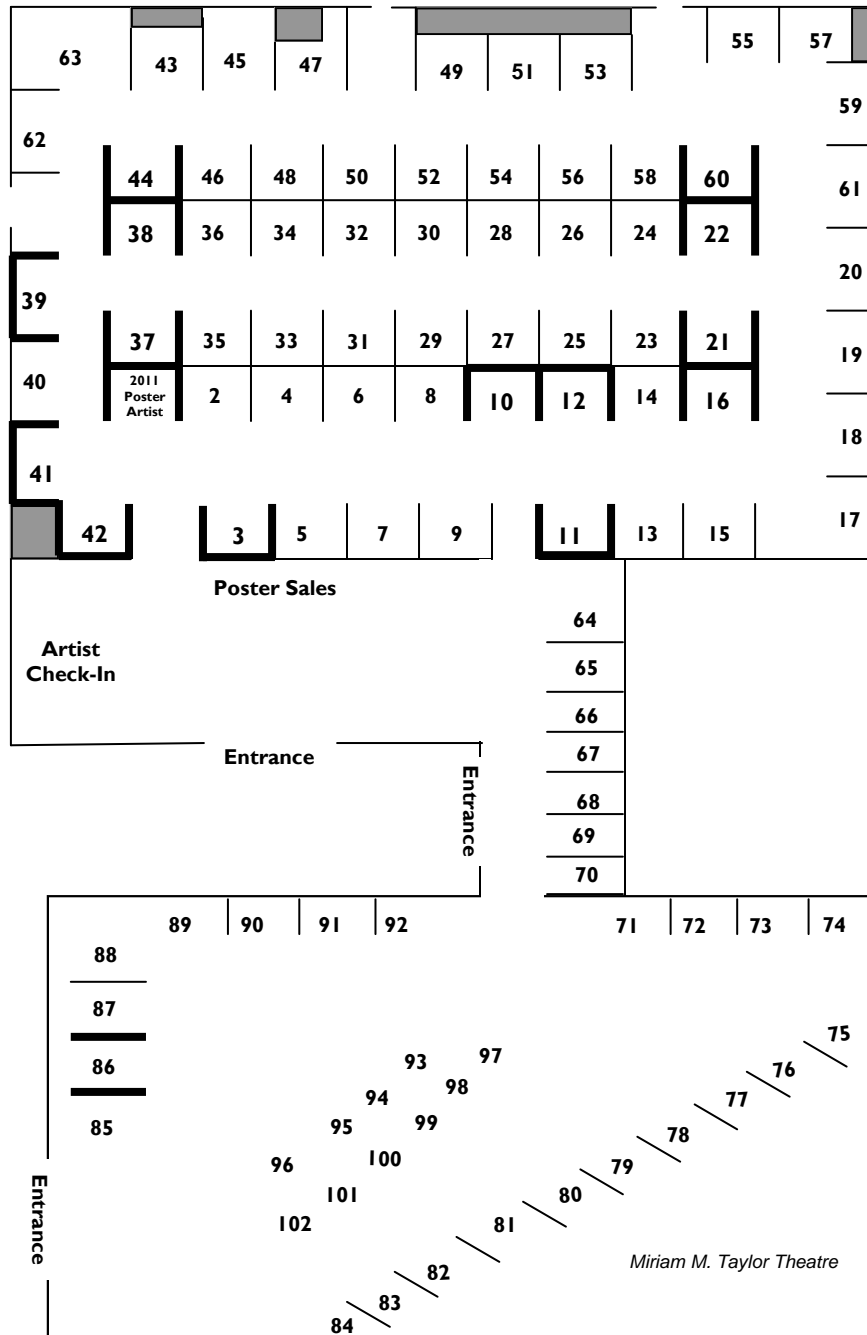 63 43 45 47 49 51 53 55 57
59
62
44 46 48 50 52 54 56 58 60
61
38 36 34 32 30 28 26 24 22
20
39
37 35 33 31 29 27 25 23 21
19
40
2011
Poster
Artist
2 4 6 8 10 12 14 16
18
41
42 3 5 7 9 11 13 15 17
Poster Sales
Artist
Check-In
64
65
66
67
68
69
70
Entrance
Entrance
89 90 91 92 71 72 73 74
88
87
86
85
93 97
94 98
95 99
96 100
101
102
75
76
77
78
79
80
81
82
83
84
Entrance
Miriam M. Taylor Theatre